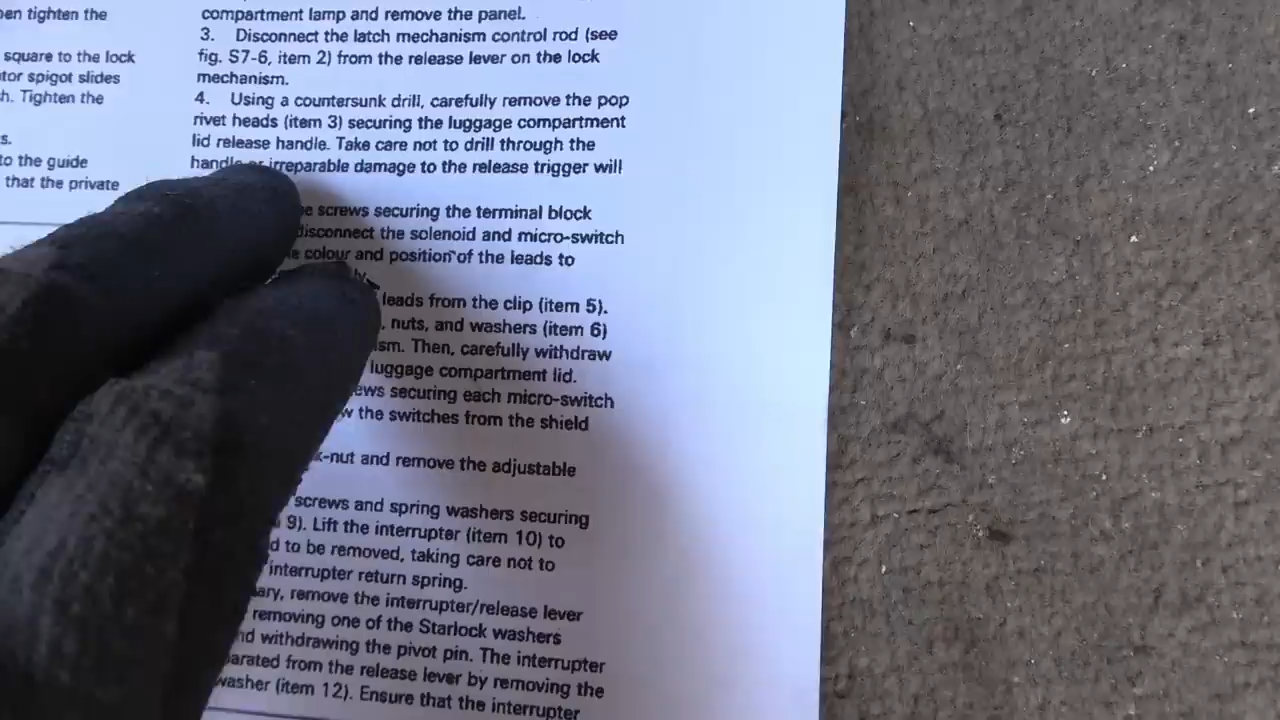 en tighten the
square to the lock
tor spigot slides
h. Tighten the
s.
to the guide
that the private
compartment lamp and remove the panel.
3. Disconnect the latch mechanism control rod (see
fig. S7-6, item 2) from the release lever on the lock
mechanism.
4. Using a countersunk drill, carefully remove the pop
rivet heads (item 3) securing the luggage compartment
lid release handle. Take care not to drill through the
handle or irreparable damage to the release trigger will
e screws securing the terminal block
disconnect the solenoid and micro-switch
e colour and position of the leads to
leads from the clip (item 5).
, nuts, and washers (item 6)
sm. Then, carefully withdraw
luggage compartment lid.
ews securing each micro-switch
w the switches from the shield
k-nut and remove the adjustable
screws and spring washers securing
9). Lift the interrupter (item 10) to
d to be removed, taking care not to
interrupter return spring.
ary, remove the interrupter/release lever
removing one of the Starlock washers
nd withdrawing the pivot pin. The interrupter
arated from the release lever by removing the
washer (item 12). Ensure that the interrupter